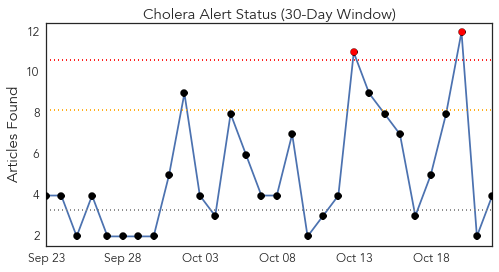 Cholera Alert Status (30-Day Window)
Articles Found
12
10
8
6
4
2
Sep 23
Sep 28
Oct 03
Oct 08
Oct 13
Oct 18